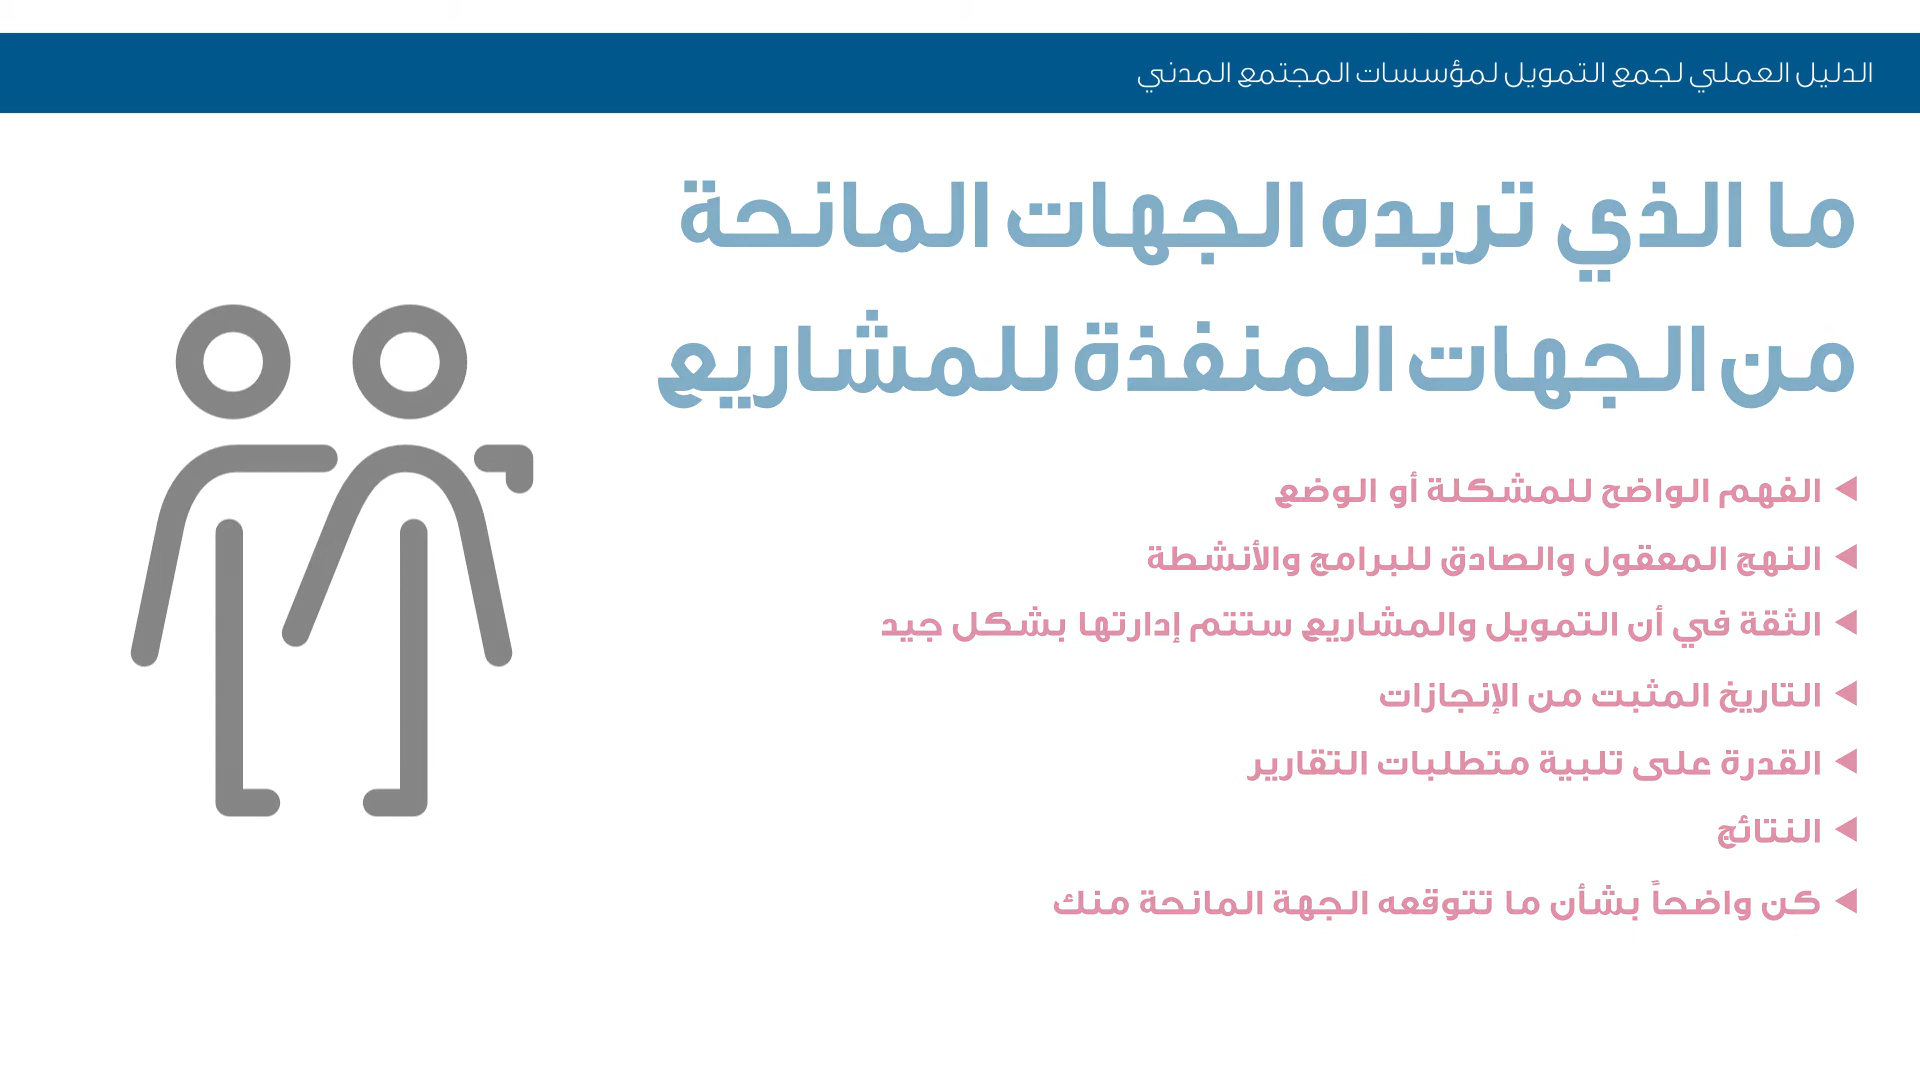 الدليل العملي لجمع التمويل لمؤسسات المجتمع المدني
ما الذي تريده الجهات المانحة
من الجهات المنفذة للمشاريع
الفهم الواضح للمشكلة أو الوضع
النهج المعقول والصادق للبرامج والأنشطة
الثقة في أن التمويل والمشاريع ستتم إدارتها بشكل جيد
التاريخ المثبت من الإنجازات
القدرة على تلبية متطلبات التقارير
النتائج
كن واضحاً بشأن ما تتوقعه الجهة المانحة منك